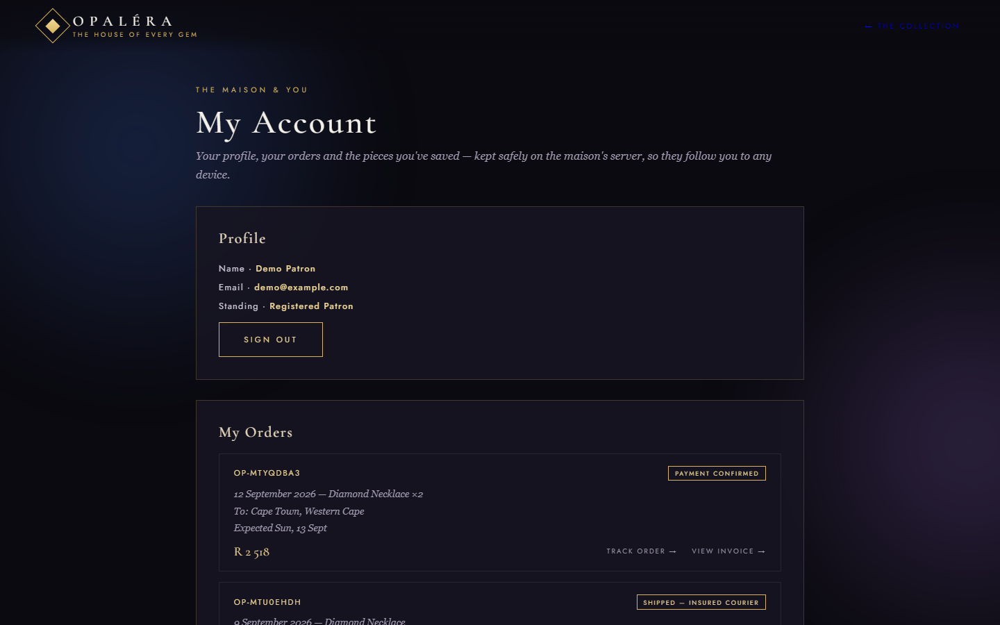 OPALÉRA
THE HOUSE OF EVERY GEM
— THE COLLECTION
THE MAISON & YOU
My Account
Your profile, your orders and the pieces you've saved — kept safely on the maison's server, so they follow you to any
device.
Profile
Name · Demo Patron
Email · demo@example.com
Standing · Registered Patron
SIGN OUT
My Orders
OP-MTYQDBA3
PAYMENT CONFIRMED
12 September 2026 — Diamond Necklace ×2
To: Cape Town, Western Cape
Expected Sun, 13 Sept
R 2 518
TRACK ORDER →
VIEW INVOICE →
OP-MTU0EHDH
SHIPPED — INSURED COURIER
9 September 2026 — Diamond Necklace